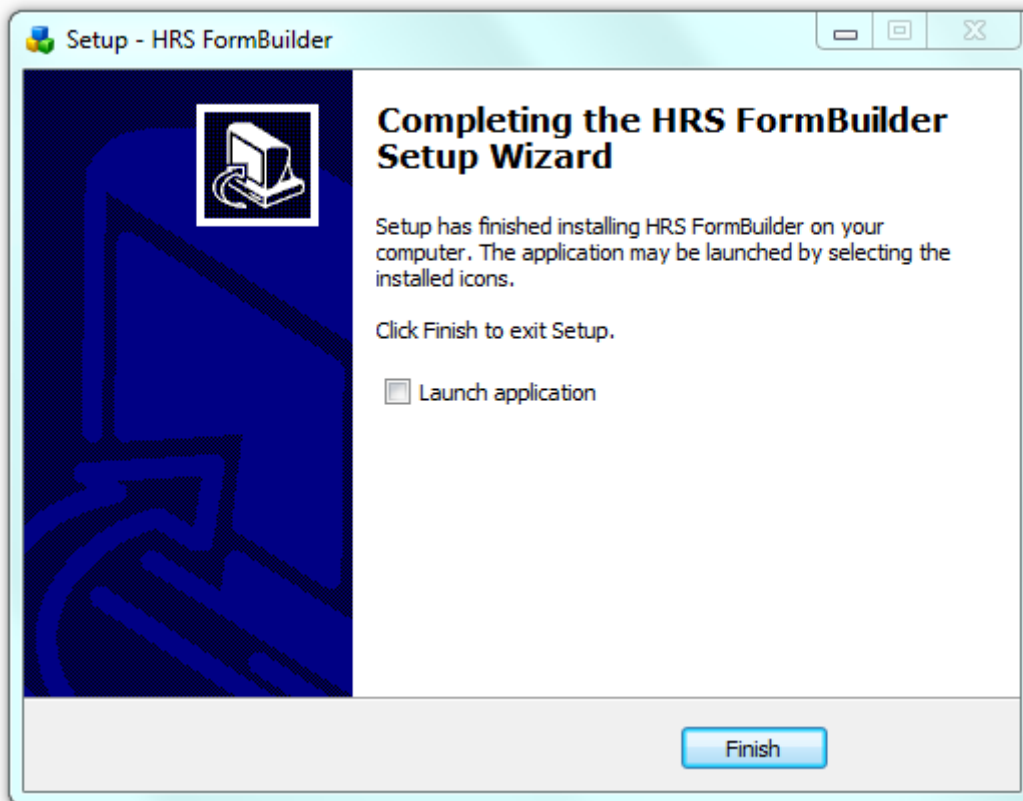 Setup - HRS FormBuilder
Completing the HRS FormBuilder
Setup Wizard
Setup has finished installing HRS FormBuilder on your
computer. The application may be launched by selecting the
installed icons.
Click Finish to exit Setup.
Launch application
Finish